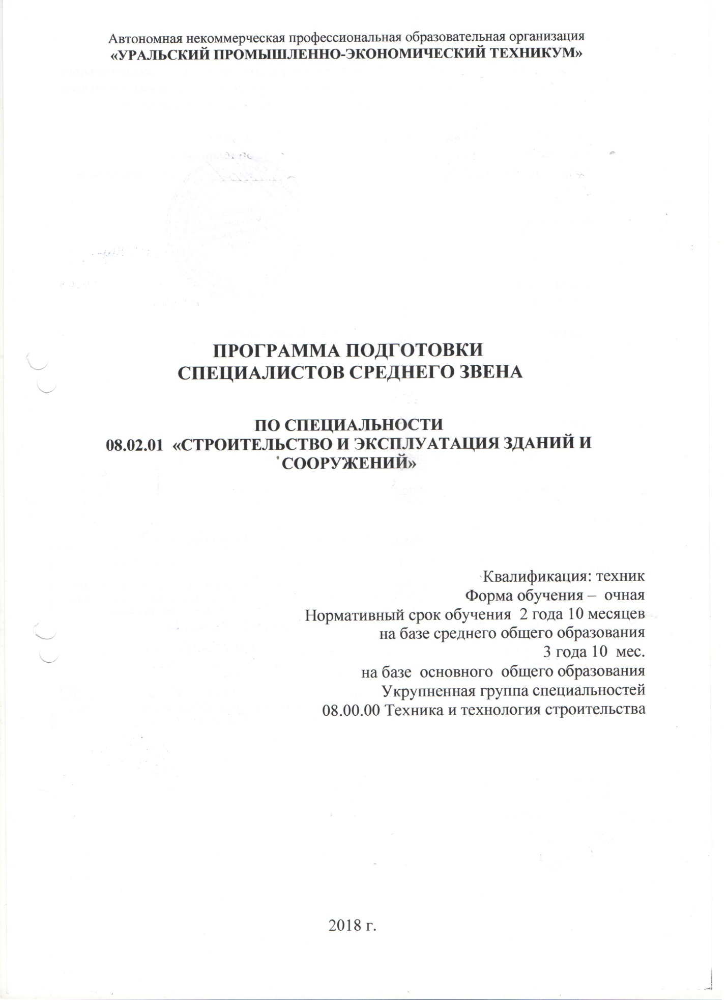 Автономная некоммерческая профессиональная образовательная организация
«УРАЛЬСКИЙ ПРОМЫШЛЕННО-ЭКОНОМИЧЕСКИЙ ТЕХНИКУМ»
ПРОГРАММА ПОДГОТОВКИ
СПЕЦИАЛИСТОВ СРЕДНЕГО ЗВЕНА
ПО СПЕЦИАЛЬНОСТИ
08.02.01 «СТРОИТЕЛЬСТВО И ЭКСПЛУАТАЦИЯ ЗДАНИЙ И
СООРУЖЕНИЙ»
Квалификация: техник
Форма обучения – очная
Нормативный срок обучения 2 года 10 месяцев
на базе среднего общего образования
3 года 10 мес.
на базе основного общего образования
Укрупненная группа специальностей
08.00.00 Техника и технология строительства
2018 г.